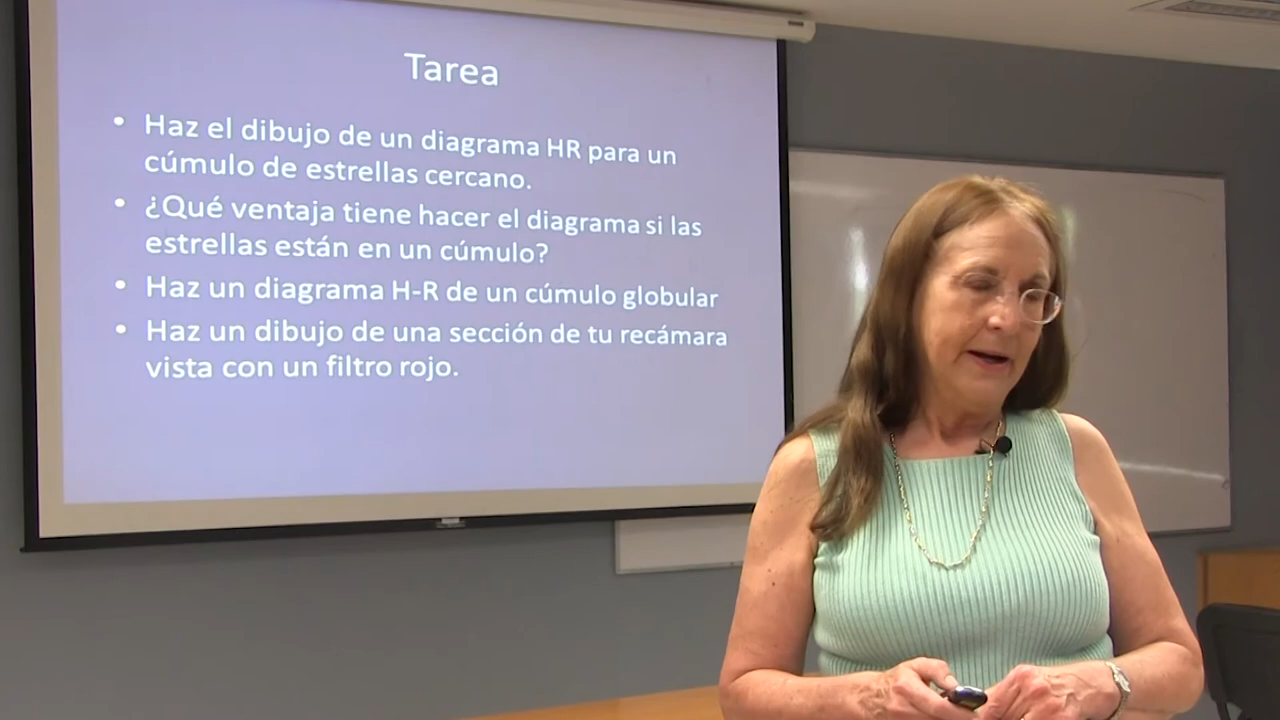 Tarea
• Haz el dibujo de un diagrama HR para un
cúmulo de estrellas cercano.
• ¿Qué ventaja tiene hacer el diagrama si las
estrellas están en un cúmulo?
• Haz un diagrama H-R de un cúmulo globular
• Haz un dibujo de una sección de tu recámara
vista con un filtro rojo.